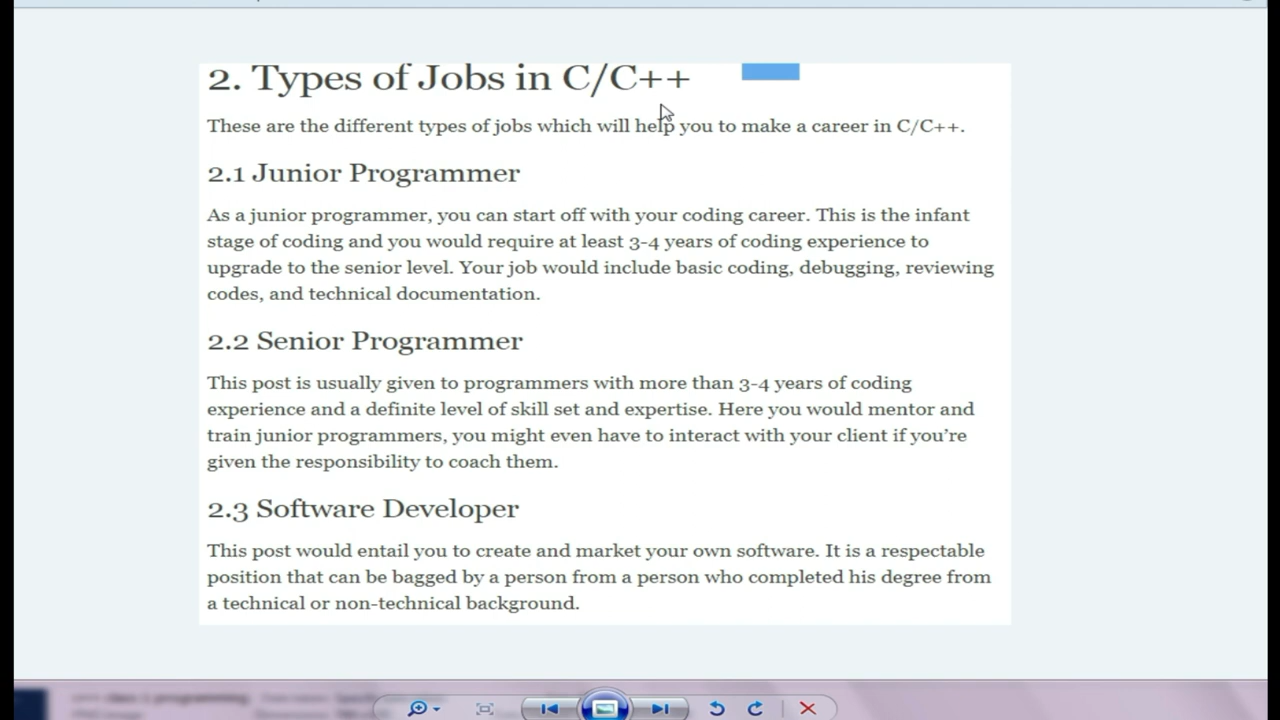 2. Types of Jobs in C/C++
These are the different types of jobs which will help you to make a career in C/C++.
2.1 Junior Programmer
As a junior programmer, you can start off with your coding career. This is the infant
stage of coding and you would require at least 3-4 years of coding experience to
upgrade to the senior level. Your job would include basic coding, debugging, reviewing
codes, and technical documentation.
2.2 Senior Programmer
This post is usually given to programmers with more than 3-4 years of coding
experience and a definite level of skill set and expertise. Here you would mentor and
train junior programmers, you might even have to interact with your client if you’re
given the responsibility to coach them.
2.3 Software Developer
This post would entail you to create and market your own software. It is a respectable
position that can be bagged by a person from a person who completed his degree from
a technical or non-technical background.